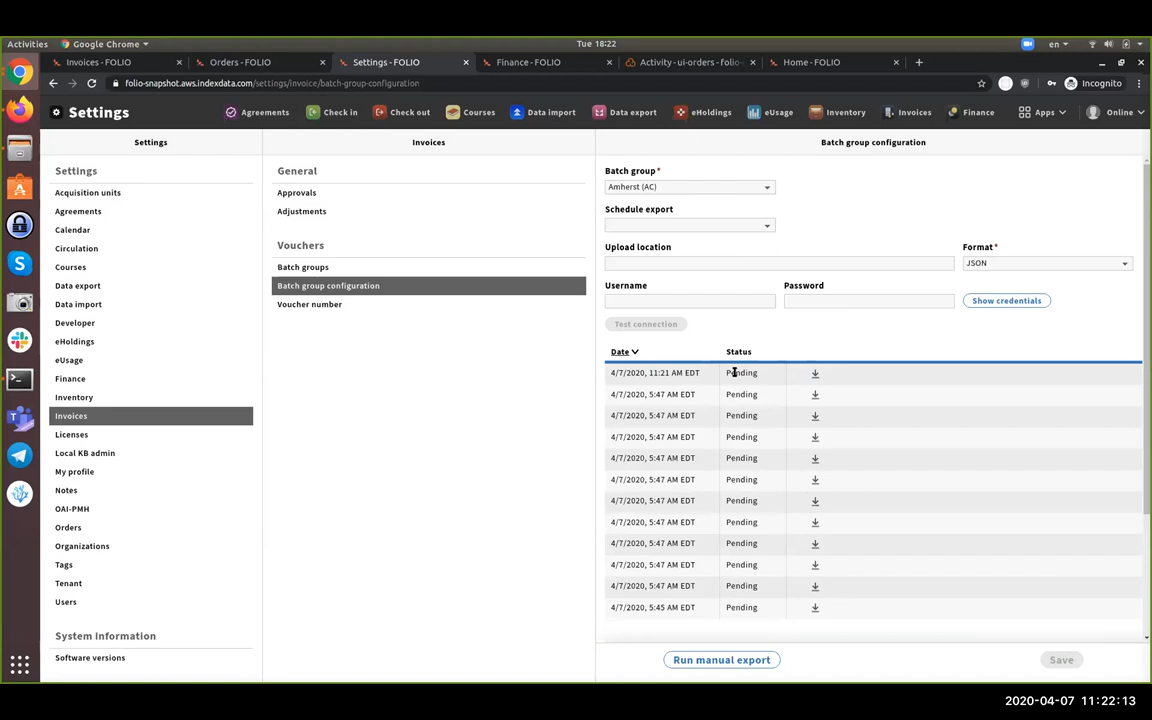 Activities
Google Chrome
Tue 18:22
en
Invoices - FOLIO
Orders - FOLIO
Settings - FOLIO
Finance - FOLIO
Activity - ui-orders - folio
Home - FOLIO
folio-snapshot.aws.indexdata.com/settings/invoice/batch-group-configuration
Incognito
Settings
Agreements
Check in
Check out
Courses
Data import
Data export
eHoldings
eUsage
Inventory
Invoices
Finance
Apps
Online
Settings
Invoices
Batch group configuration
Settings
Acquisition units
Agreements
Calendar
Circulation
Courses
Data export
Data import
Developer
eHoldings
eUsage
Finance
Inventory
Invoices
Licenses
Local KB admin
My profile
Notes
OAI-PMH
Orders
Organizations
Tags
Tenant
Users
System information
Software versions
General
Approvals
Adjustments
Vouchers
Batch groups
Batch group configuration
Voucher number
Batch group*
Amherst (AC)
Schedule export
Upload location
Format*
JSON
Username
Password
Show credentials
Test connection
Date Status
4/7/2020, 11:21 AM EDT Pending
4/7/2020, 5:47 AM EDT Pending
4/7/2020, 5:47 AM EDT Pending
4/7/2020, 5:47 AM EDT Pending
4/7/2020, 5:47 AM EDT Pending
4/7/2020, 5:47 AM EDT Pending
4/7/2020, 5:47 AM EDT Pending
4/7/2020, 5:47 AM EDT Pending
4/7/2020, 5:47 AM EDT Pending
4/7/2020, 5:47 AM EDT Pending
4/7/2020, 5:47 AM EDT Pending
4/7/2020, 5:45 AM EDT Pending
Run manual export
Save
2020-04-07 11:22:13